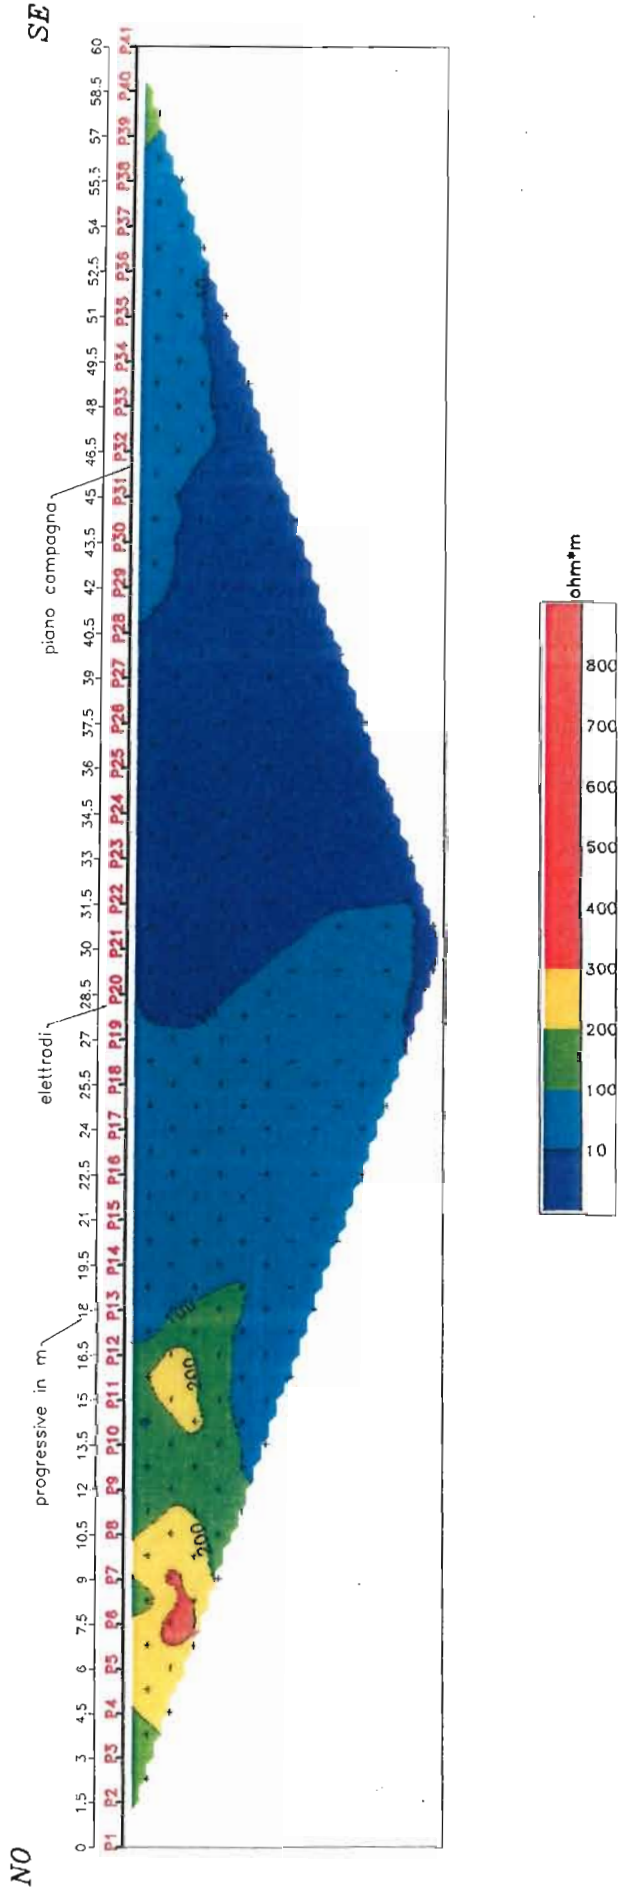 NO
SE
progressive in m
elettrodi
piano campagna
0 1.5 3 4.5 6 7.5 9 10.5 12 13.5 15 16.5 18 19.5 21 22.5 24 25.5 27 28.5 30 31.5 33 34.5 36 37.5 39 40.5 42 43.5 45 46.5 48 49.5 51 52.5 54 55.5 57 58.5 60
P1 P2 P3 P4 P5 P6 P7 P8 P9 P10 P11 P12 P13 P14 P15 P16 P17 P18 P19 P20 P21 P22 P23 P24 P25 P26 P27 P28 P29 P30 P31 P32 P33 P34 P35 P36 P37 P38 P39 P40 P41
200
200
100
10 100 200 300 400 500 600 700 800
ohm*m